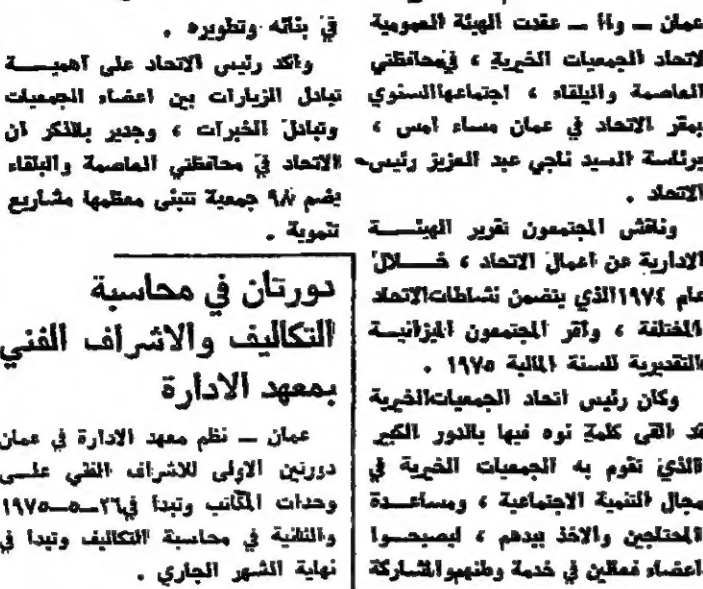 عمان — وأا — عقدت الهيئة العمومية
لاتحاد الجمعيات الخيرية ، في محافظتي
العاصمة والبلقاء ، اجتماعها السنوي
بمقر الاتحاد في عمان مساء امس ،
برئاسة السيد ناجي عبد العزيز رئيس
الاتحاد .
وناقش المجتمعون تقرير الهيئة
الادارية عن اعمال الاتحاد ، خلال
عام ١٩٧٤ الذي يتضمن نشاطات الاتحاد
المختلفة ، واقر المجتمعون الميزانية
التقديرية للسنة المالية ١٩٧٥ .
وكان رئيس اتحاد الجمعيات الخيرية
قد القى كلمة نوه فيها بالدور الكبير
الذي تقوم به الجمعيات الخيرية في
مجال التنمية الاجتماعية ، ومساعدة
المحتاجين والاخذ بيدهم ، ليصبحوا
اعضاء فعالين في خدمة وطنهم والمشاركة
في بنائه وتطويره .
واكد رئيس الاتحاد على اهمية
تبادل الزيارات بين اعضاء الجمعيات
وتبادل الخبرات ، وجدير بالذكر ان
الاتحاد في محافظتي العاصمة والبلقاء
يضم ٩٨ جمعية تتبنى معظمها مشاريع
تنموية .
دورتان في محاسبة
التكاليف والاشراف الفني
بمعهد الادارة
عمان — نظم معهد الادارة في عمان
دورتين الاولى للاشراف الفني على
وحدات المكاتب وتبدا في ٢٦—٥—١٩٧٥
والثانية في محاسبة التكاليف وتبدا في
نهاية الشهر الجاري .